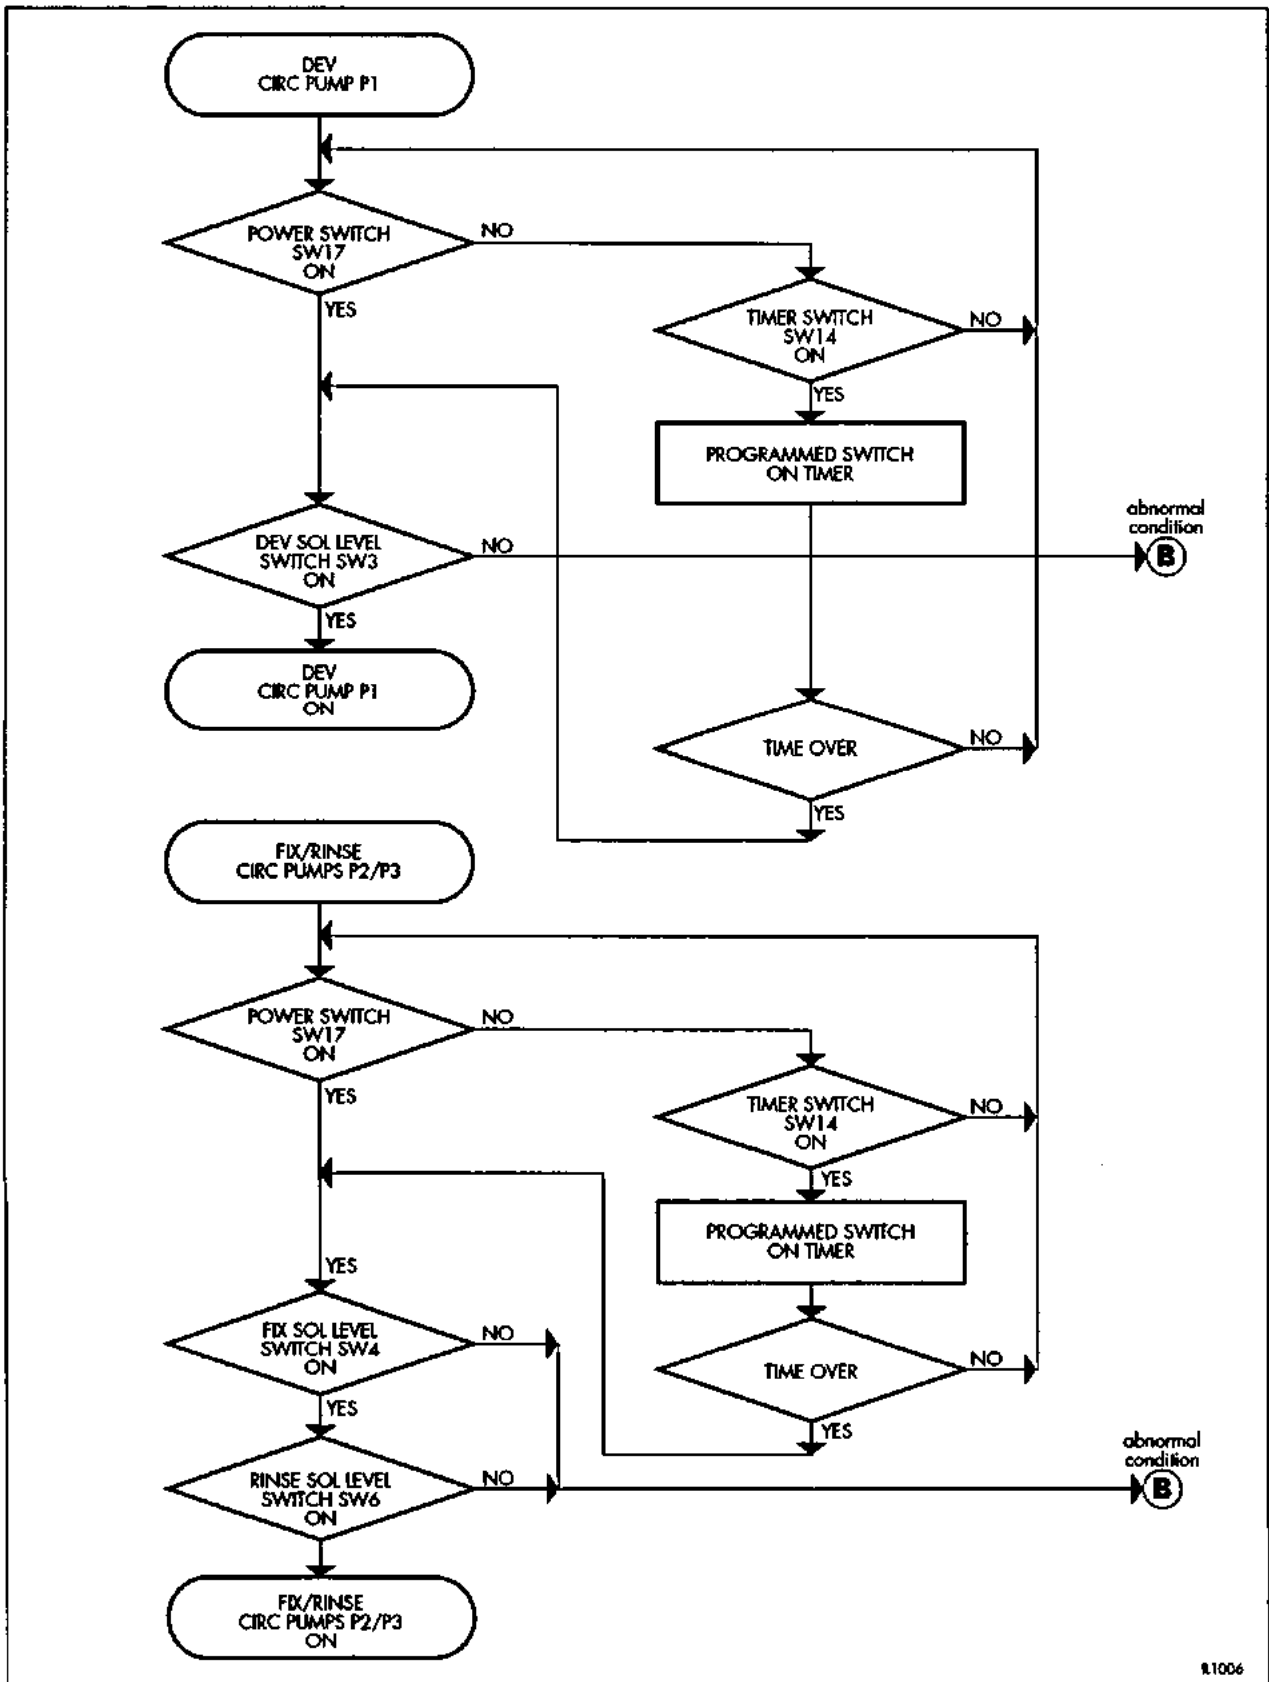 DEV
CIRC PUMP P1
POWER SWITCH
SW17
ON
NO
YES
TIMER SWITCH
SW14
ON
NO
YES
PROGRAMMED SWITCH
ON TIMER
abnormal
condition
B
DEV SOL LEVEL
SWITCH SW3
ON
NO
YES
DEV
CIRC PUMP P1
ON
TIME OVER
NO
YES
FIX/RINSE
CIRC PUMPS P2/P3
POWER SWITCH
SW17
ON
NO
YES
TIMER SWITCH
SW14
ON
NO
YES
PROGRAMMED SWITCH
ON TIMER
YES
FIX SOL LEVEL
SWITCH SW4
ON
NO
YES
TIME OVER
NO
YES
RINSE SOL LEVEL
SWITCH SW6
ON
NO
abnormal
condition
B
FIX/RINSE
CIRC PUMPS P2/P3
ON